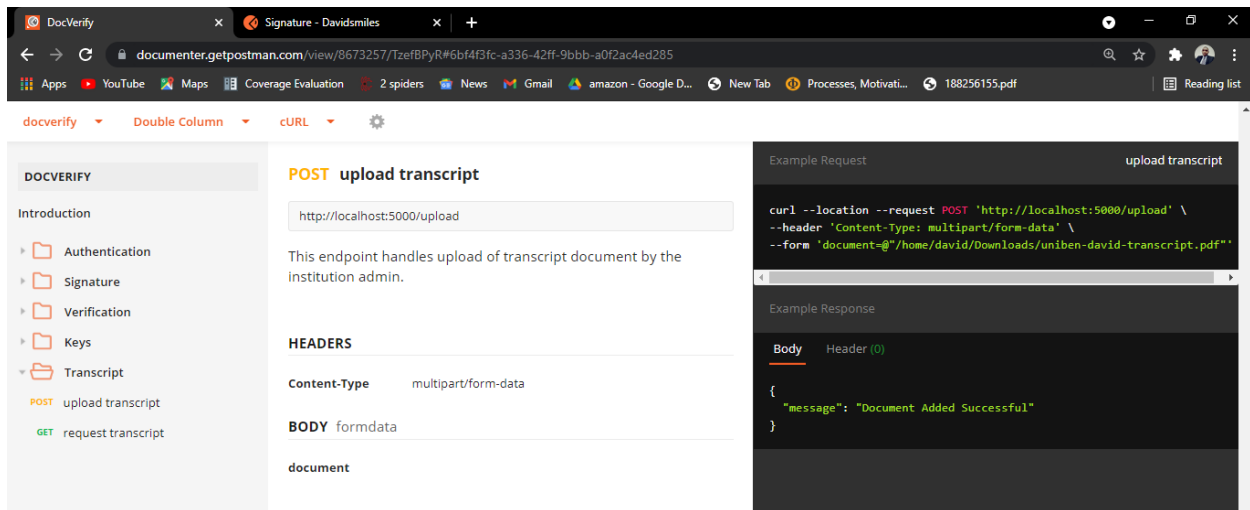 DocVerify
Signature - Davidsmiles
documenter.getpostman.com/view/8673257/TzefBPyR#6bf4f3fc-a336-42ff-9bbb-a0f2ac4ed285
Apps YouTube Maps Coverage Evaluation 2 spiders News Gmail amazon - Google D... New Tab Processes, Motivati... 188256155.pdf Reading list
docverify Double Column cURL
DOCVERIFY
Introduction
Authentication
Signature
Verification
Keys
Transcript
POST upload transcript
GET request transcript
POST upload transcript
http://localhost:5000/upload
This endpoint handles upload of transcript document by the
institution admin.
HEADERS
Content-Type multipart/form-data
BODY formdata
document
Example Request upload transcript
curl --location --request POST 'http://localhost:5000/upload' \
--header 'Content-Type: multipart/form-data' \
--form 'document=@"/home/david/Downloads/uniben-david-transcript.pdf"'
Example Response
Body Header (0)
{
"message": "Document Added Successful"
}